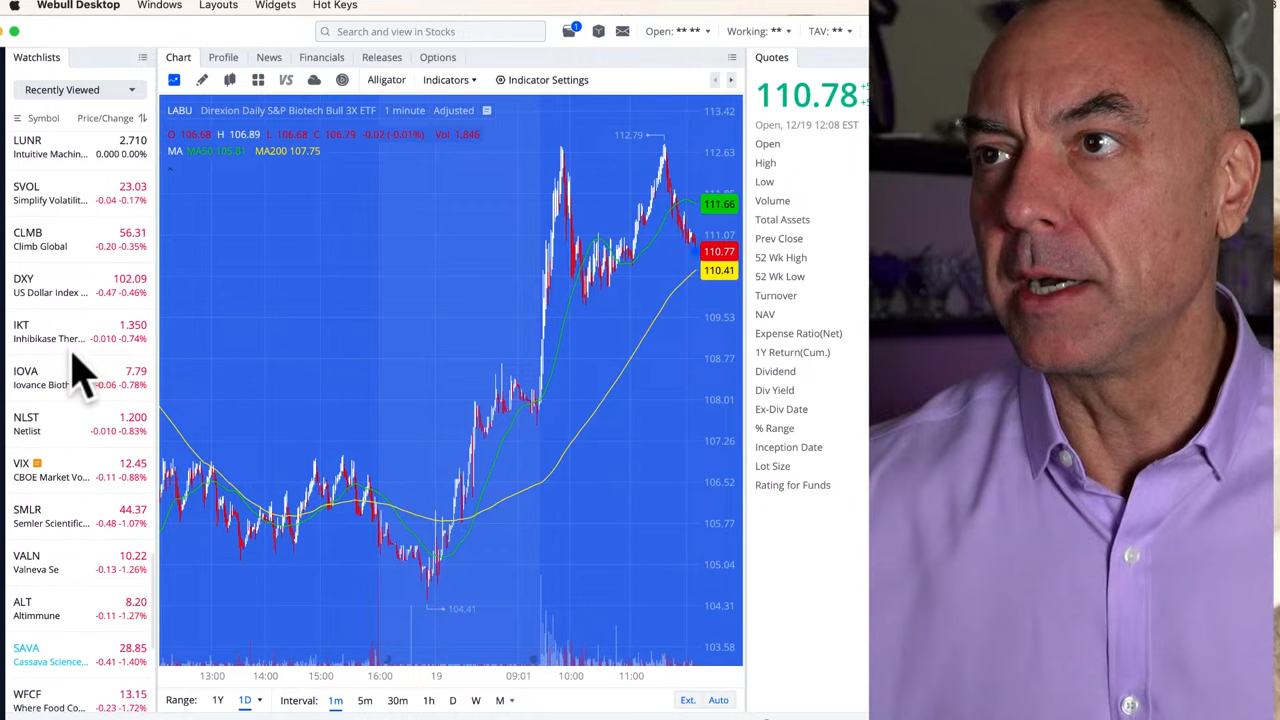 Webull Desktop Windows Layouts Widgets Hot Keys
Search and view in Stocks
1
Open: ** ** Working: ** TAV: **
Watchlists
Recently Viewed
Symbol Price/Change
LUNR 2.710
Intuitive Machin... 0.000 0.00%
SVOL 23.03
Simplify Volatilit... -0.04 -0.17%
CLMB 56.31
Climb Global -0.20 -0.35%
DXY 102.09
US Dollar Index ... -0.47 -0.46%
IKT 1.350
Inhibikase Ther... -0.010 -0.74%
IOVA 7.79
Iovance Bioth -0.06 -0.78%
NLST 1.200
Netlist -0.010 -0.83%
VIX 12.45
CBOE Market Vo... -0.11 -0.88%
SMLR 44.37
Semler Scientific... -0.48 -1.07%
VALN 10.22
Valneva Se -0.13 -1.26%
ALT 8.20
Altimmune -0.11 -1.27%
SAVA 28.85
Cassava Science... -0.41 -1.40%
WFCF 13.15
Where Food Co... -0.23 -1.72%
Chart Profile News Financials Releases Options
VS Alligator Indicators Indicator Settings
LABU Direxion Daily S&P Biotech Bull 3X ETF 1 minute Adjusted
O 106.68 H 106.89 L 106.68 C 106.79 -0.02 (-0.01%) Vol 1,846
MA MA50 105.81 MA200 107.75
112.79
104.41
113.42
112.63
111.66
111.07
110.77
110.41
109.53
108.77
108.01
107.26
106.52
105.77
105.04
104.31
103.58
13:00 14:00 15:00 16:00 19 09:01 10:00 11:00
Range: 1Y 1D Interval: 1m 5m 30m 1h D W M Ext. Auto
Quotes
110.78
Open, 12/19 12:08 EST
Open
High
Low
Volume
Total Assets
Prev Close
52 Wk High
52 Wk Low
Turnover
NAV
Expense Ratio(Net)
1Y Return(Cum.)
Dividend
Div Yield
Ex-Div Date
% Range
Inception Date
Lot Size
Rating for Funds